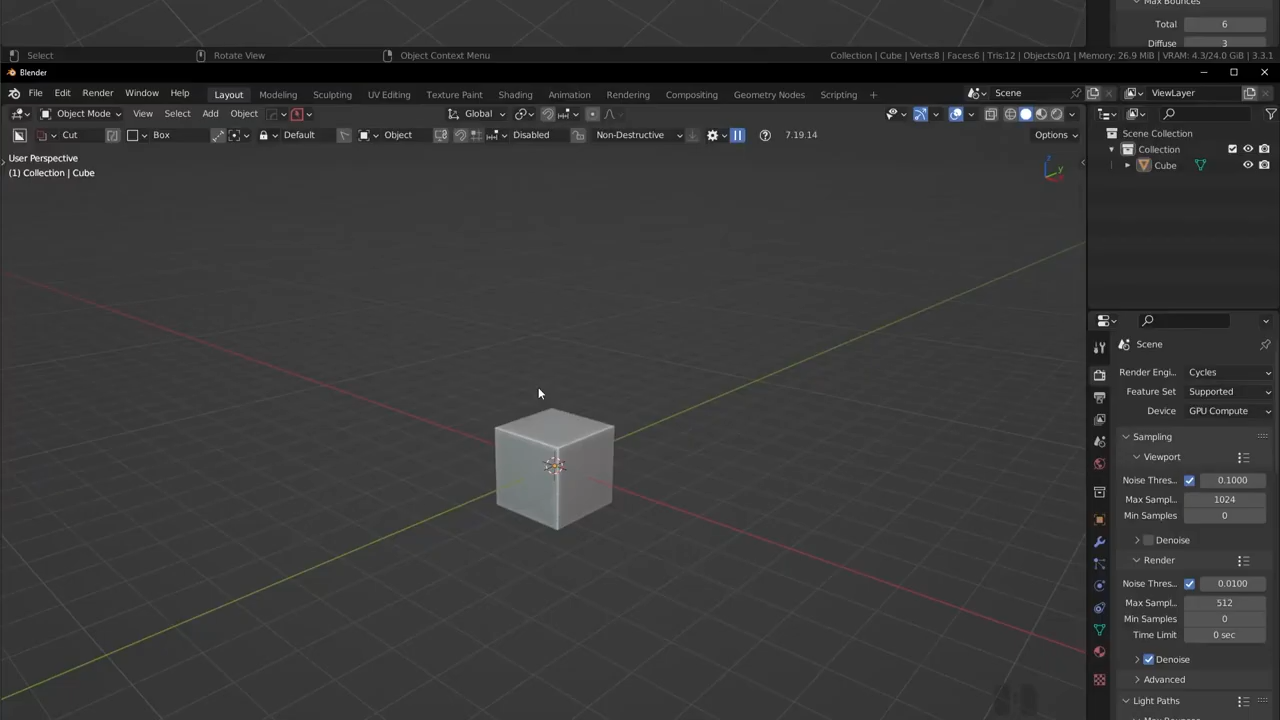 Max Bounces
Total 6
Diffuse 3
Select Rotate View Object Context Menu Collection | Cube | Verts:8 | Faces:6 | Tris:12 | Objects:0/1 | Memory: 26.9 MiB | VRAM: 4.3/24.0 GiB | 3.3.1
Blender
File Edit Render Window Help Layout Modeling Sculpting UV Editing Texture Paint Shading Animation Rendering Compositing Geometry Nodes Scripting + Scene ViewLayer
Object Mode View Select Add Object Global
Cut Box Default Object Disabled Non-Destructive 7.19.14 Options
User Perspective
(1) Collection | Cube
Scene Collection
Collection
Cube
Scene
Render Engi... Cycles
Feature Set Supported
Device GPU Compute
Sampling
Viewport
Noise Thres... 0.1000
Max Sampl... 1024
Min Samples 0
Denoise
Render
Noise Thres... 0.0100
Max Sampl... 512
Min Samples 0
Time Limit 0 sec
Denoise
Advanced
Light Paths
Max Bounces